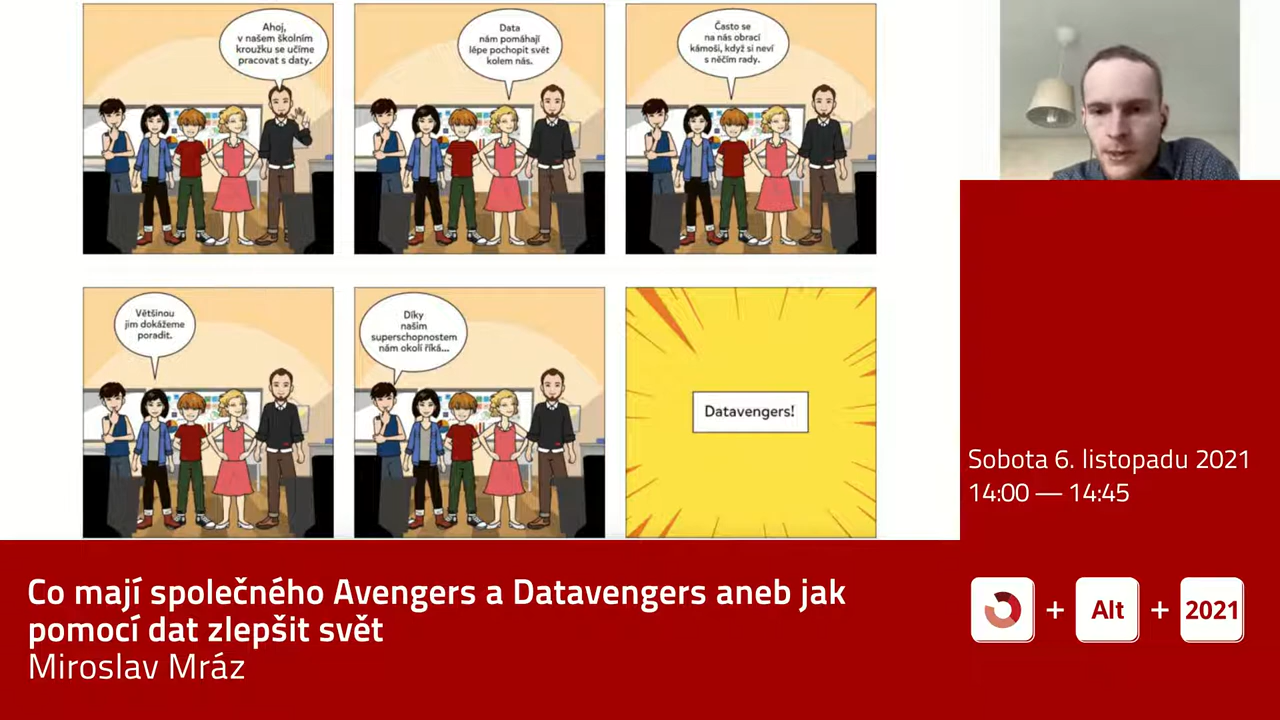 Ahoj,
v našem školním
kroužku se učíme
pracovat s daty.
Data
nám pomáhají
lépe pochopit svět
kolem nás.
Často se
na nás obrací
kámoši, když si neví
s něčím rady.
Většinou
jim dokážeme
poradit.
Díky
našim
superschopnostem
nám okolí říká...
Datavengers!
Sobota 6. listopadu 2021
14:00 — 14:45
Co mají společného Avengers a Datavengers aneb jak
pomocí dat zlepšit svět
Miroslav Mráz
+ Alt + 2021